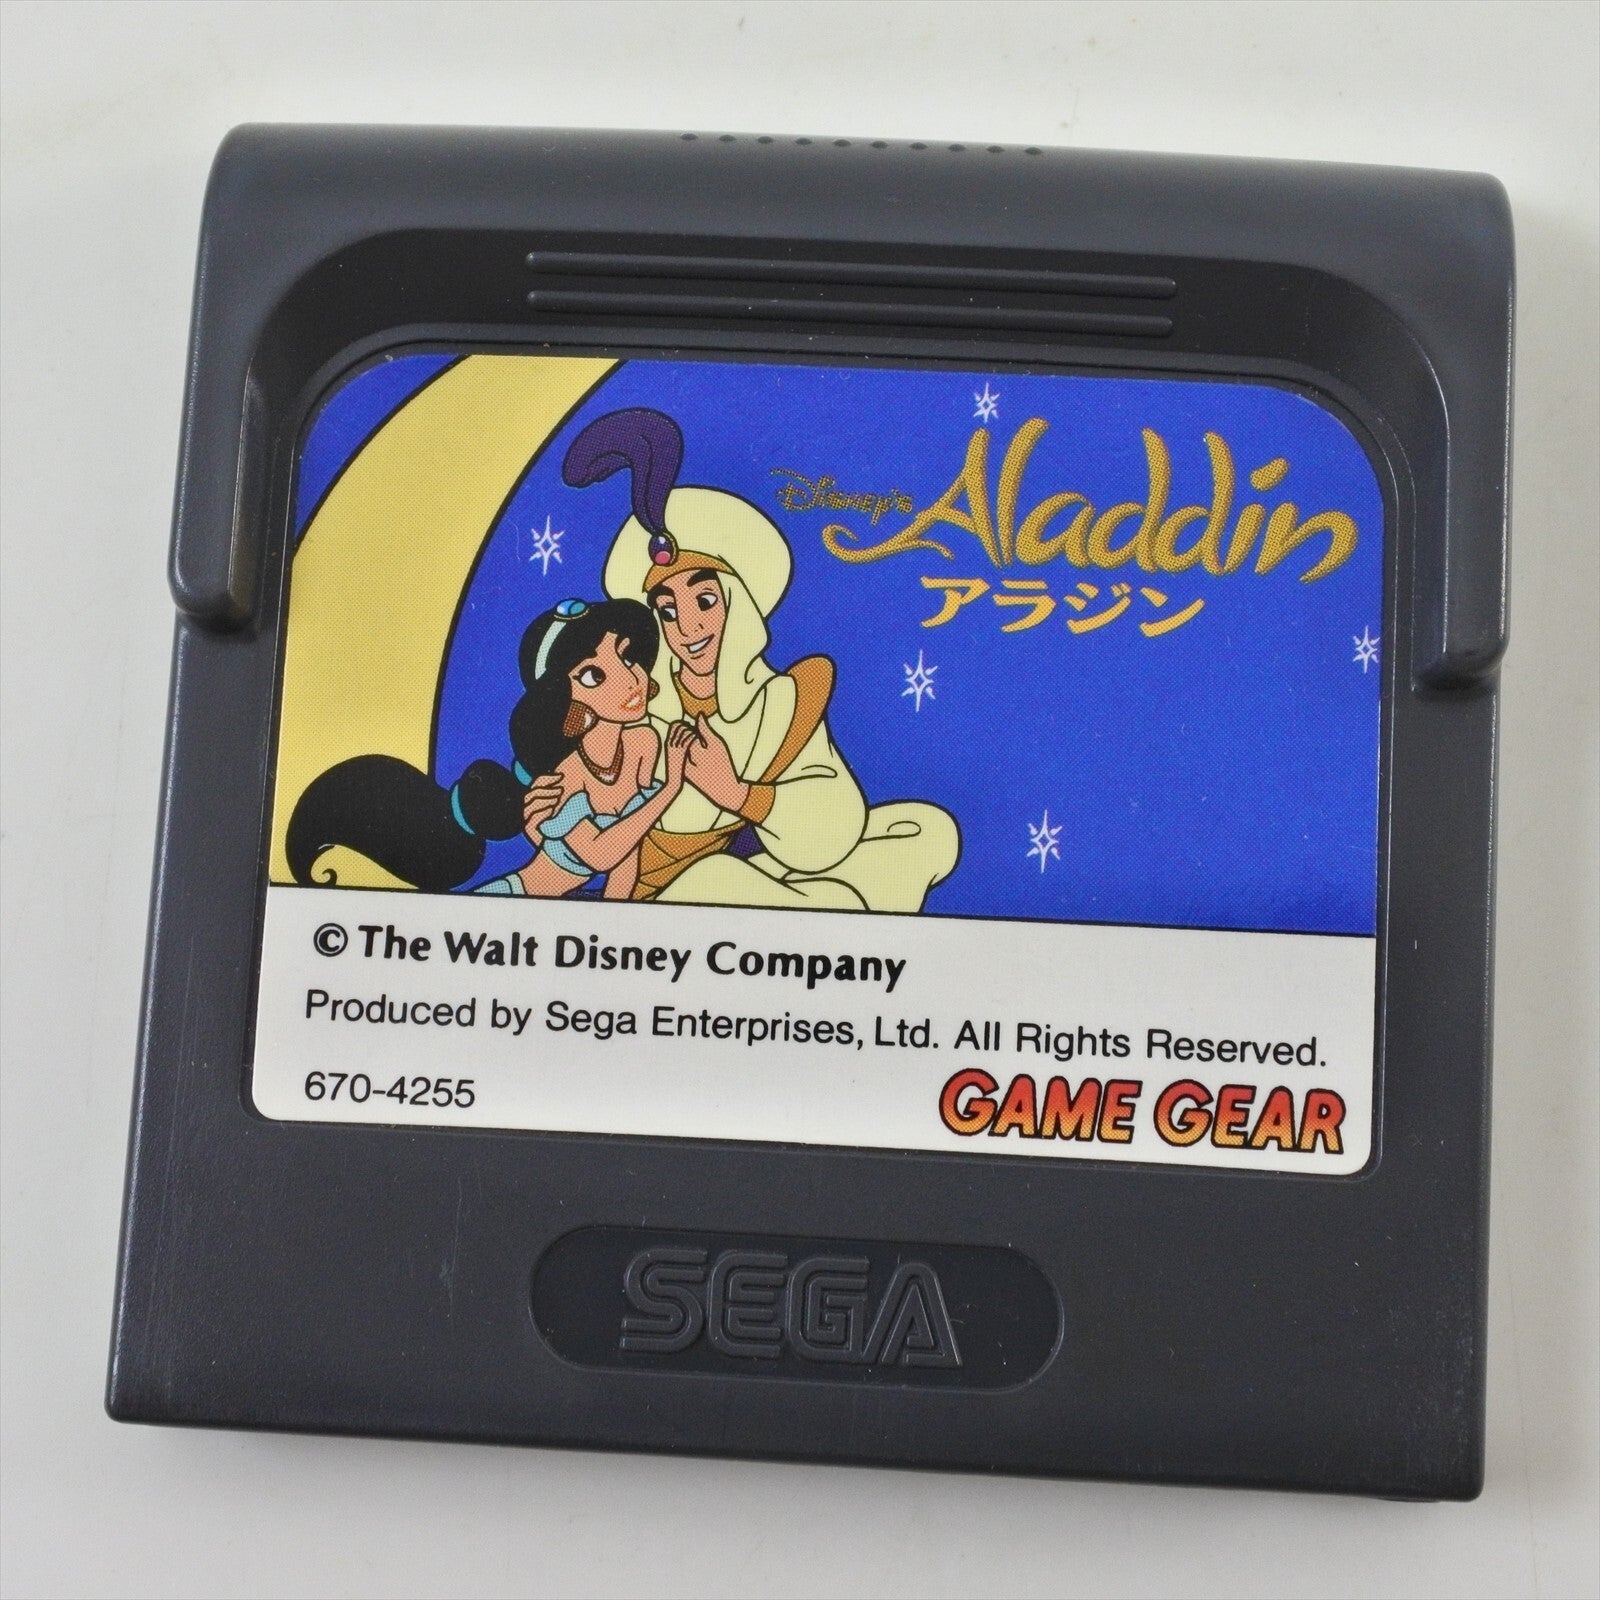 Disney's Aladdin
アラジン
© The Walt Disney Company
Produced by Sega Enterprises, Ltd. All Rights Reserved.
670-4255
GAME GEAR
SEGA